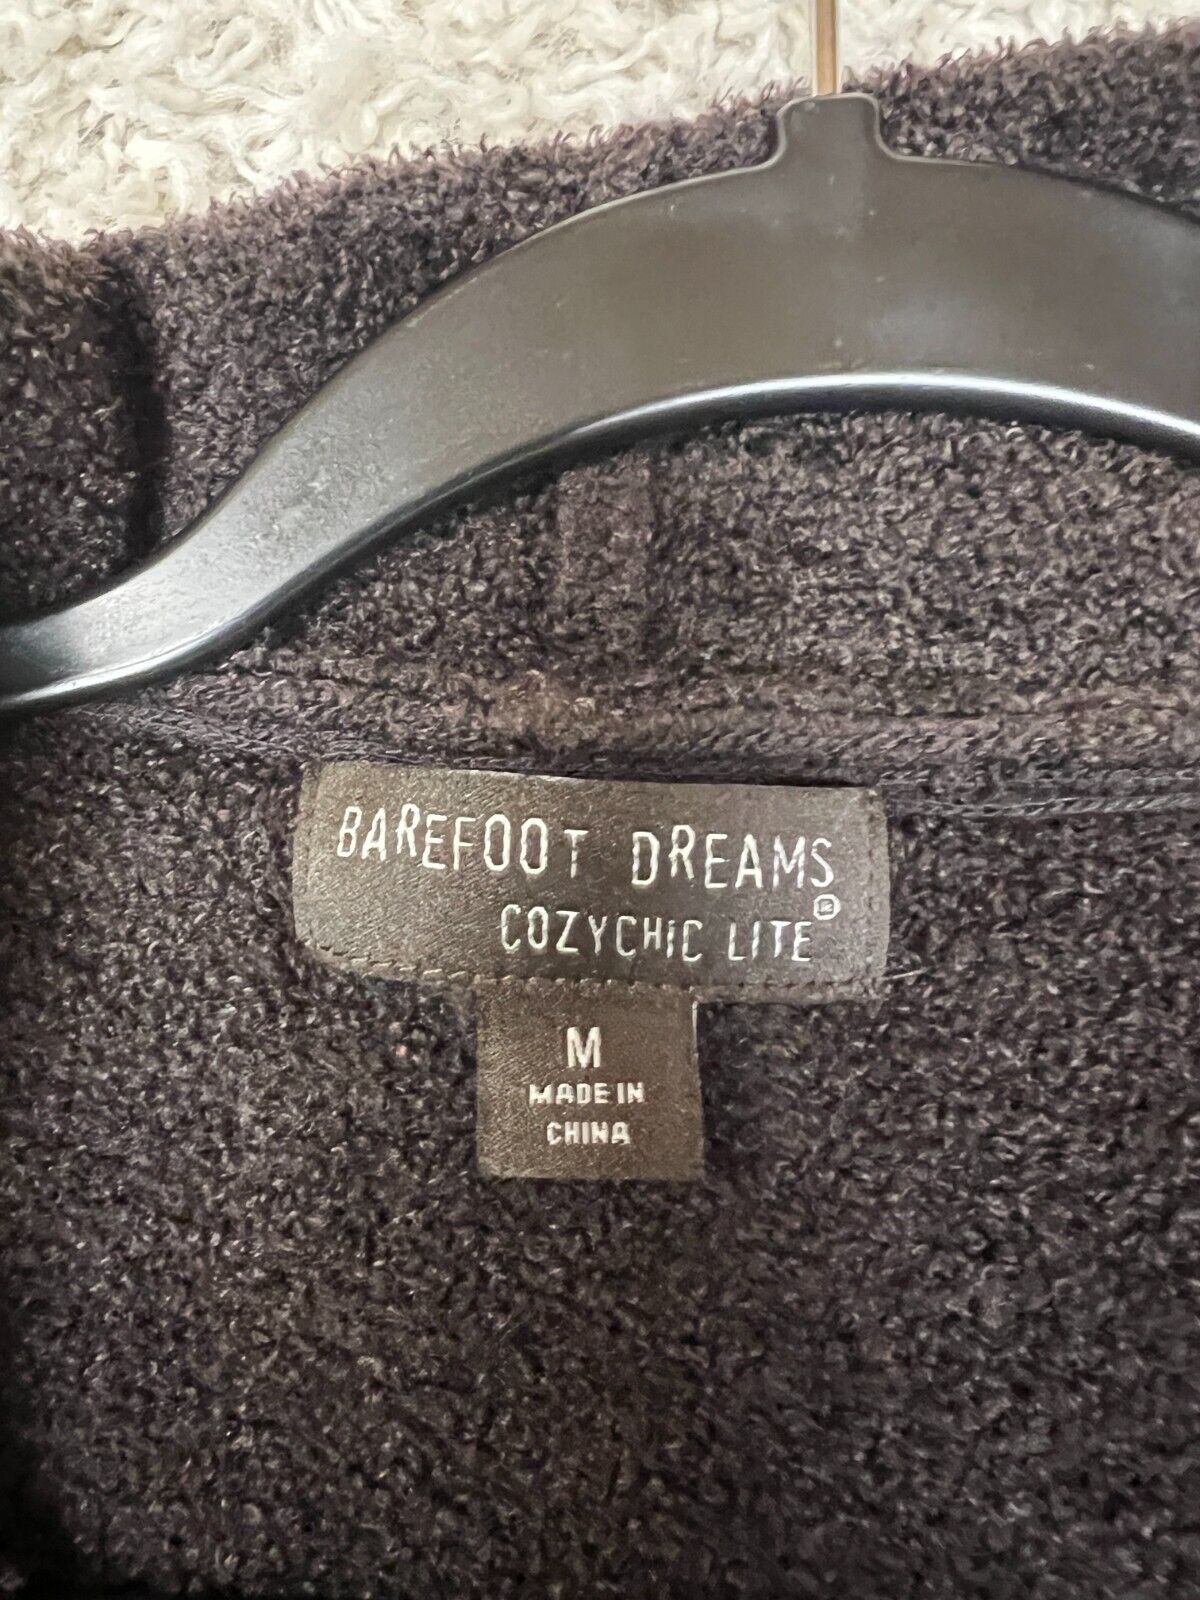 BAREFOOT DREAMS
COZYCHIC LITE®
M
MADE IN
CHINA